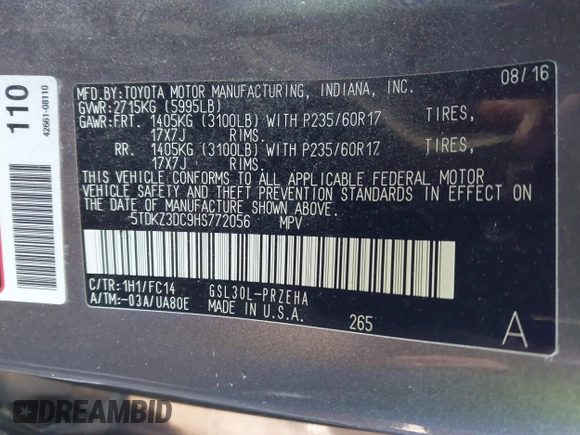 110
42661-08110
08/16
MFD.BY:TOYOTA MOTOR MANUFACTURING, INDIANA, INC.
GVWR:2715KG (5995LB)
GAWR:FRT. 1405KG (3100LB) WITH P235/60R17 TIRES,
17X7J RIMS.
RR. 1405KG (3100LB) WITH P235/60R17 TIRES,
17X7J RIMS.
THIS VEHICLE CONFORMS TO ALL APPLICABLE FEDERAL MOTOR
VEHICLE SAFETY AND THEFT PREVENTION STANDARDS IN EFFECT ON
THE DATE OF MANUFACTURE SHOWN ABOVE.
5TDKZ3DC9HS772056 MPV
C/TR:1H1/FC14 GSL30L-PRZEHA
A/TM:-03A/UA80E MADE IN U.S.A. 265 A
DREAMBID